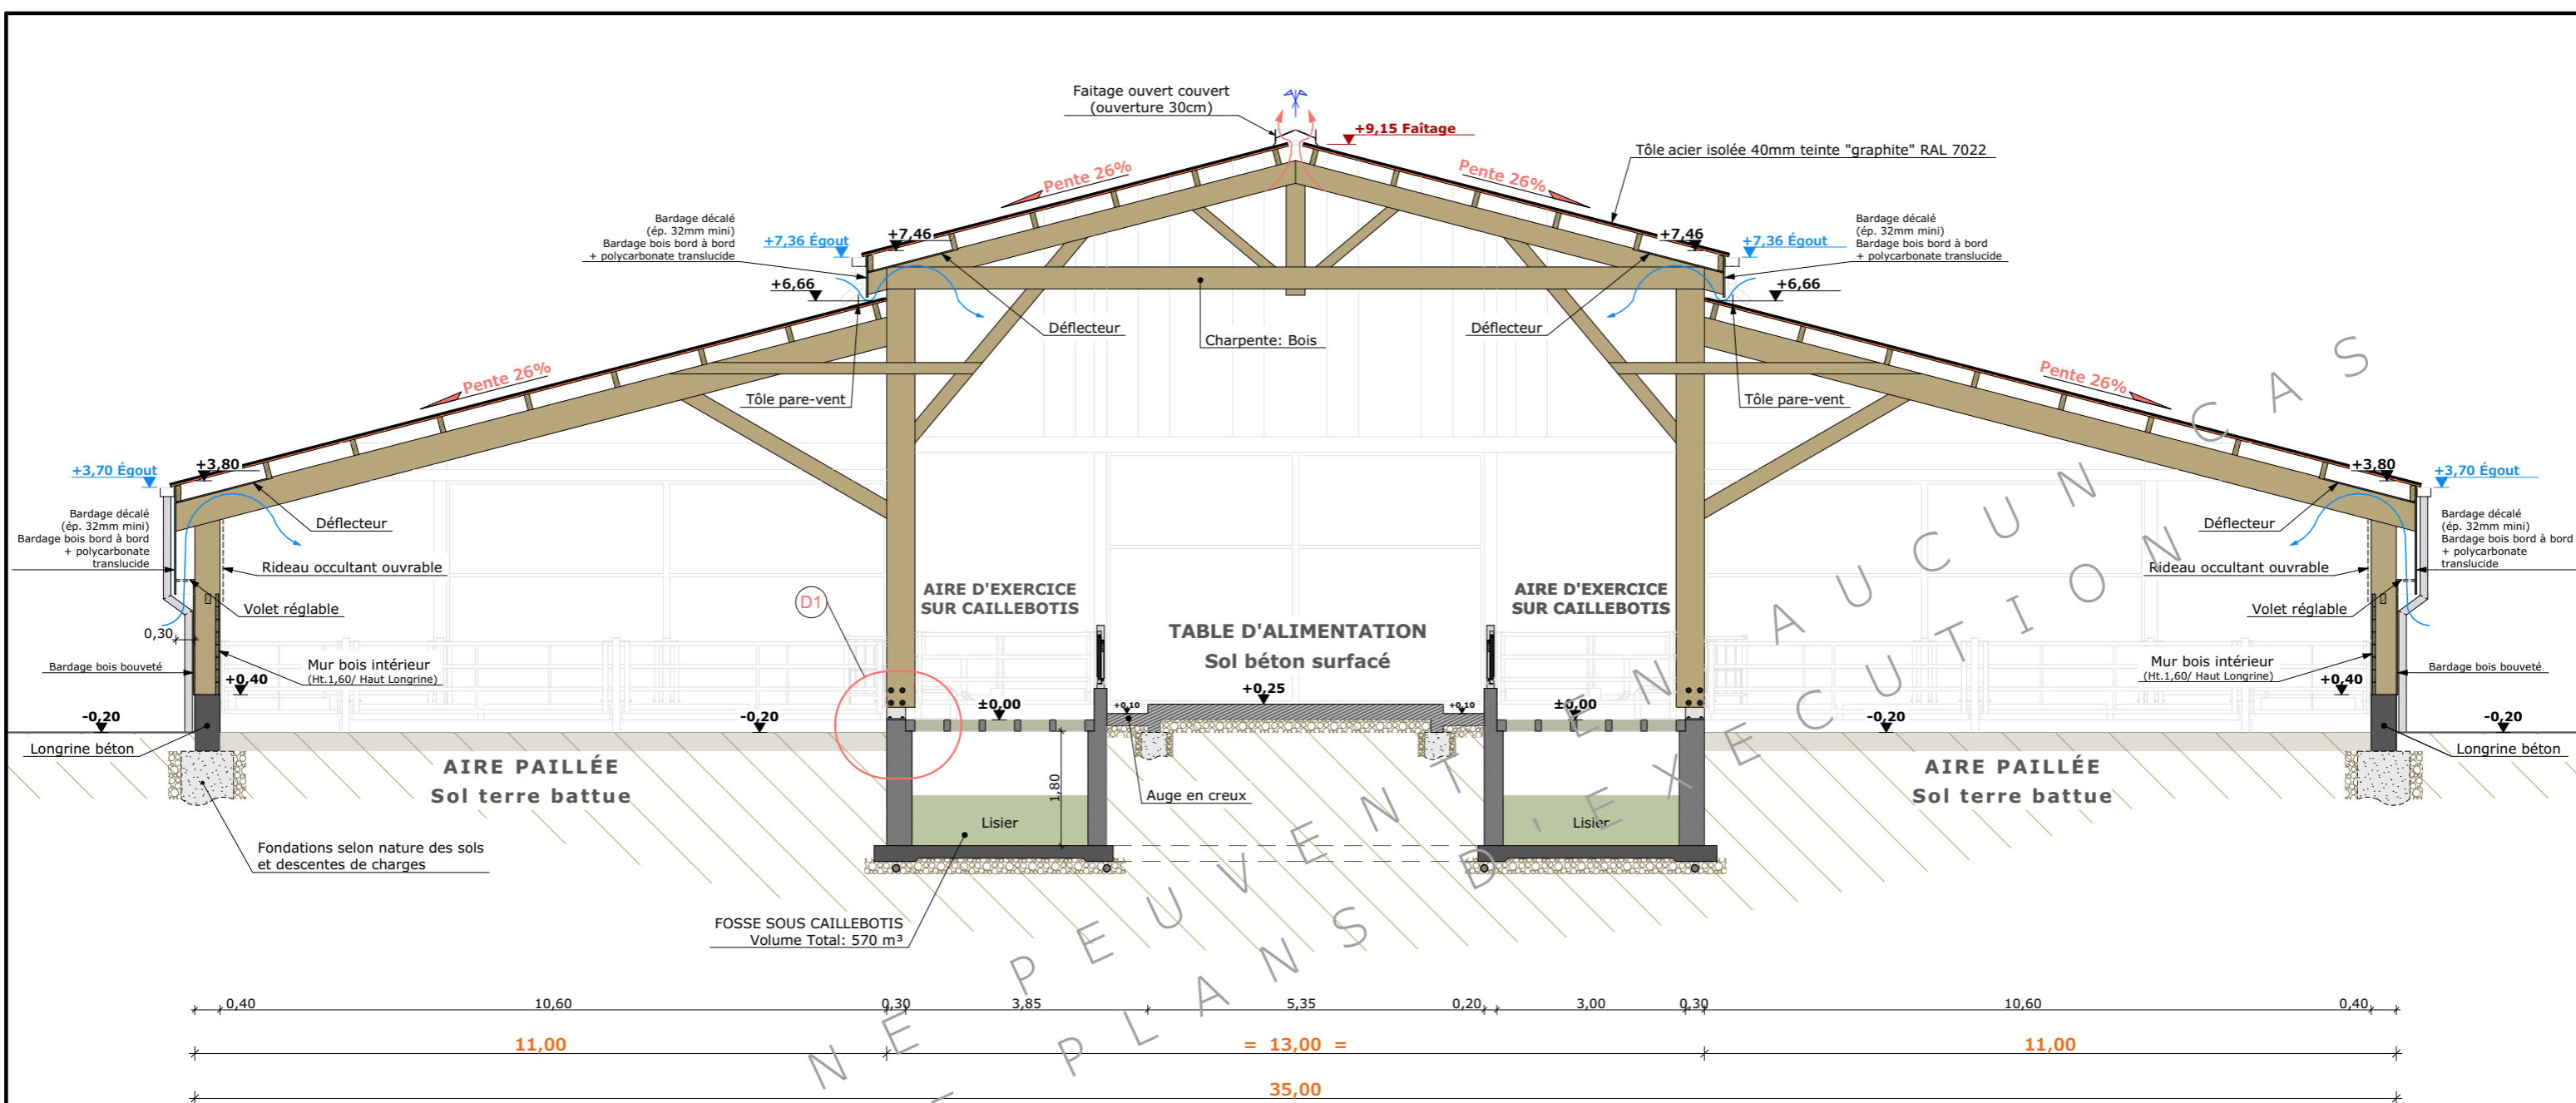 Faitage ouvert couvert
(ouverture 30cm)
+9,15 Faîtage
Tôle acier isolée 40mm teinte "graphite" RAL 7022
Pente 26%
Pente 26%
Bardage décalé
(ép. 32mm mini)
Bardage bois bord à bord
+ polycarbonate translucide
+7,36 Égout
+7,46
+7,46
+7,36 Égout
Bardage décalé
(ép. 32mm mini)
Bardage bois bord à bord
+ polycarbonate translucide
+6,66
+6,66
Déflecteur
Charpente: Bois
Déflecteur
Pente 26%
Tôle pare-vent
Tôle pare-vent
Pente 26%
+3,70 Égout
+3,80
+3,80
+3,70 Égout
Bardage décalé
(ép. 32mm mini)
Bardage bois bord à bord
+ polycarbonate
translucide
Déflecteur
Déflecteur
Bardage décalé
(ép. 32mm mini)
Bardage bois bord à bord
+ polycarbonate
translucide
Rideau occultant ouvrable
Rideau occultant ouvrable
Volet réglable
Volet réglable
0,30
D1
AIRE D'EXERCICE
SUR CAILLEBOTIS
TABLE D'ALIMENTATION
Sol béton surfacé
AIRE D'EXERCICE
SUR CAILLEBOTIS
Bardage bois bouveté
Mur bois intérieur
(Ht.1,60/ Haut Longrine)
Mur bois intérieur
(Ht.1,60/ Haut Longrine)
Bardage bois bouveté
+0,40
+0,25
+0,40
-0,20
-0,20
±0,00
+0,10
+0,10
±0,00
-0,20
-0,20
Longrine béton
Longrine béton
AIRE PAILLÉE
Sol terre battue
AIRE PAILLÉE
Sol terre battue
1,80
Auge en creux
Lisier
Lisier
Fondations selon nature des sols
et descentes de charges
FOSSE SOUS CAILLEBOTIS
Volume Total: 570 m³
NE PEUVENT EN AUCUN CAS
PLANS D'EXECUTION
0,40
10,60
0,30
3,85
5,35
0,20
3,00
0,30
10,60
0,40
11,00
= 13,00 =
11,00
35,00